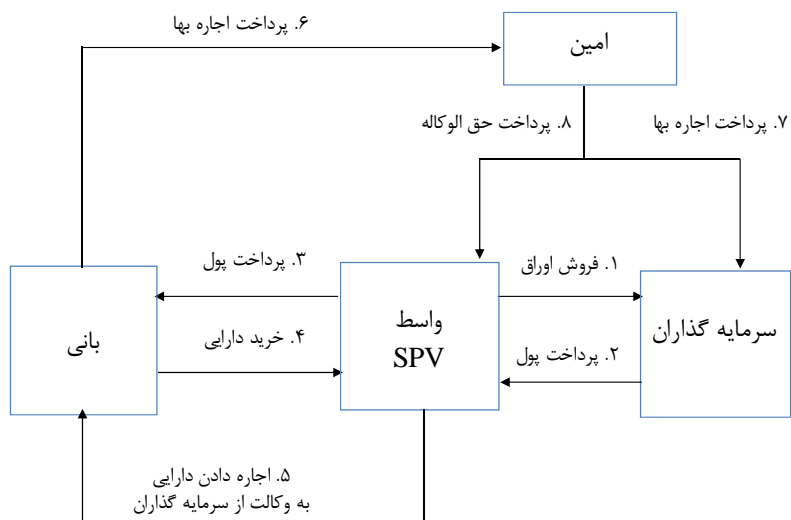 ۶. پرداخت اجاره بها
امین
۸. پرداخت حق الوکاله
۷. پرداخت اجاره بها
۳. پرداخت پول
۱. فروش اوراق
بانی
واسط
SPV
سرمایه گذاران
۴. خرید دارایی
۲. پرداخت پول
۵. اجاره دادن دارایی
به وکالت از سرمایه گذاران